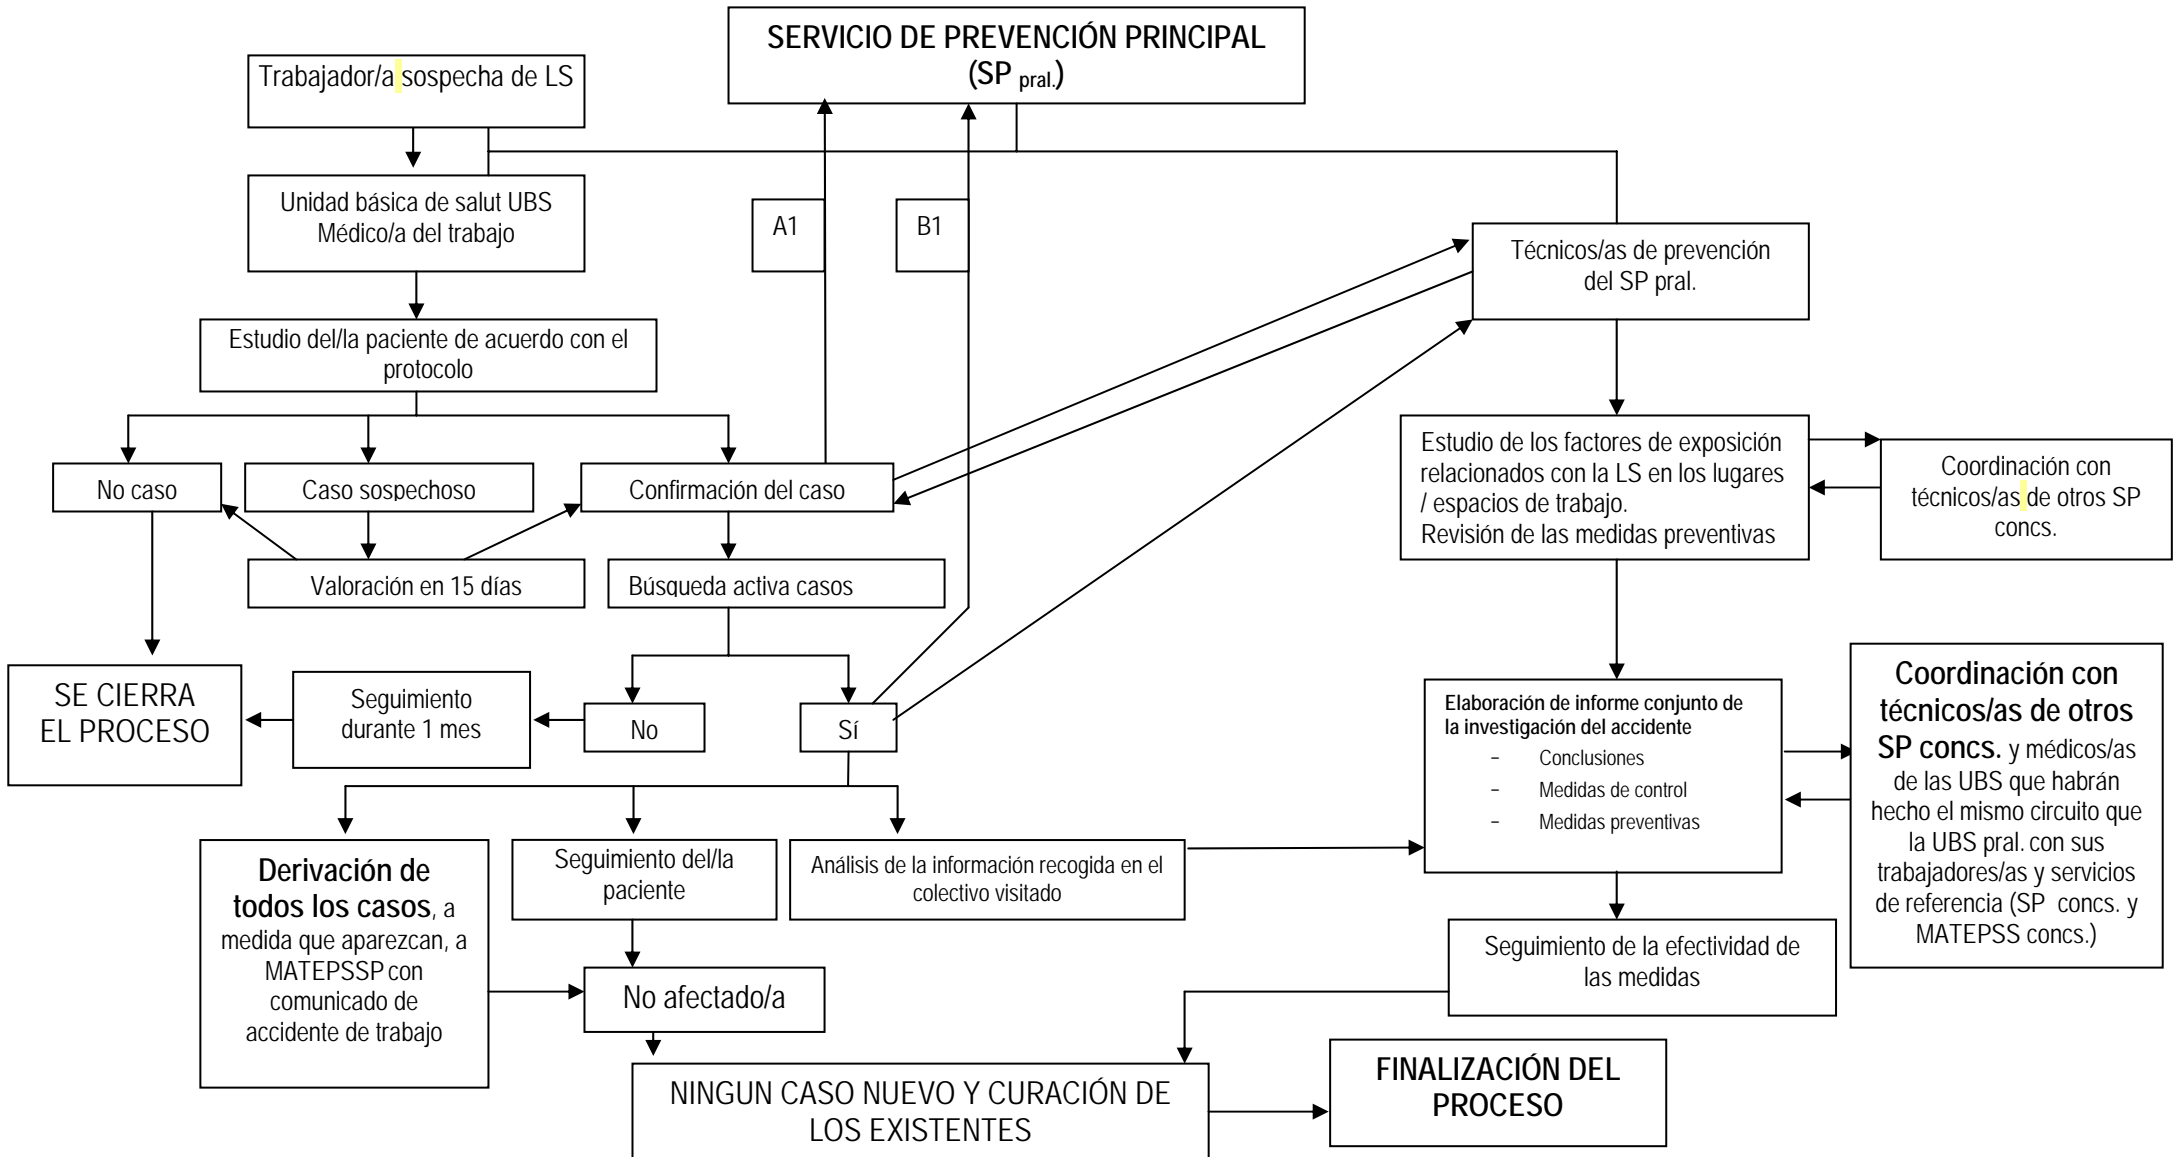 SERVICIO DE PREVENCIÓN PRINCIPAL
(SP pral.)
Trabajador/a sospecha de LS
Unidad básica de salut UBS
Médico/a del trabajo
A1
B1
Técnicos/as de prevención
del SP pral.
Estudio del/la paciente de acuerdo con el
protocolo
No caso
Caso sospechoso
Confirmación del caso
Estudio de los factores de exposición
relacionados con la LS en los lugares
/ espacios de trabajo.
Revisión de las medidas preventivas
Coordinación con
técnicos/as de otros SP
concs.
Valoración en 15 días
Búsqueda activa casos
SE CIERRA
EL PROCESO
Seguimiento
durante 1 mes
No
Sí
Elaboración de informe conjunto de
la investigación del accidente
- Conclusiones
- Medidas de control
- Medidas preventivas
Coordinación con
técnicos/as de otros
SP concs. y médicos/as
de las UBS que habrán
hecho el mismo circuito que
la UBS pral. con sus
trabajadores/as y servicios
de referencia (SP concs. y
MATEPSS concs.)
Derivación de
todos los casos, a
medida que aparezcan, a
MATEPSSP con
comunicado de
accidente de trabajo
Seguimiento del/la
paciente
Análisis de la información recogida en el
colectivo visitado
No afectado/a
Seguimiento de la efectividad de
las medidas
NINGUN CASO NUEVO Y CURACIÓN DE
LOS EXISTENTES
FINALIZACIÓN DEL
PROCESO